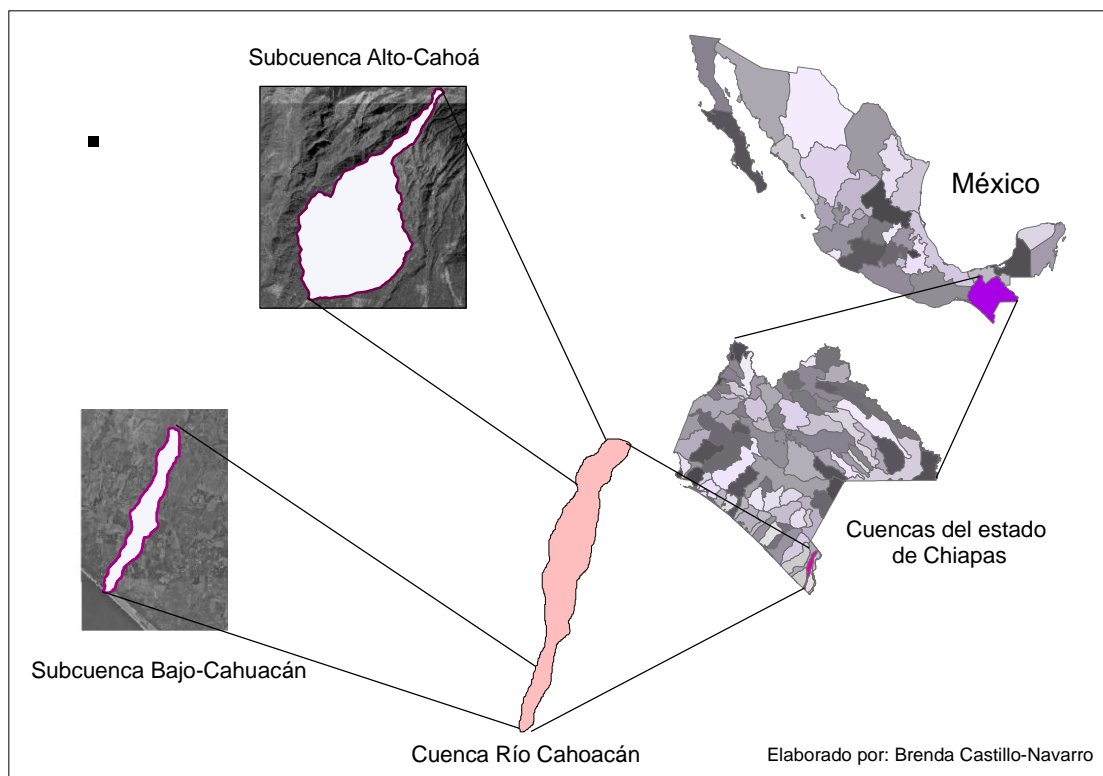 Subcuenca Alto-Cahoá
México
Cuencas del estado
de Chiapas
Subcuenca Bajo-Cahuacán
Cuenca Río Cahoacán
Elaborado por: Brenda Castillo-Navarro